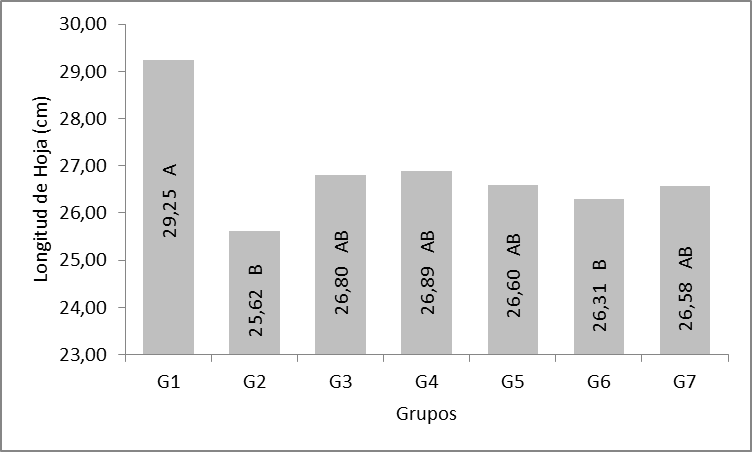 30,00
29,00
28,00
27,00
26,00
25,00
24,00
23,00
Longitud de Hoja (cm)
29,25 A
25,62 B
26,80 AB
26,89 AB
26,60 AB
26,31 B
26,58 AB
G1 G2 G3 G4 G5 G6 G7
Grupos